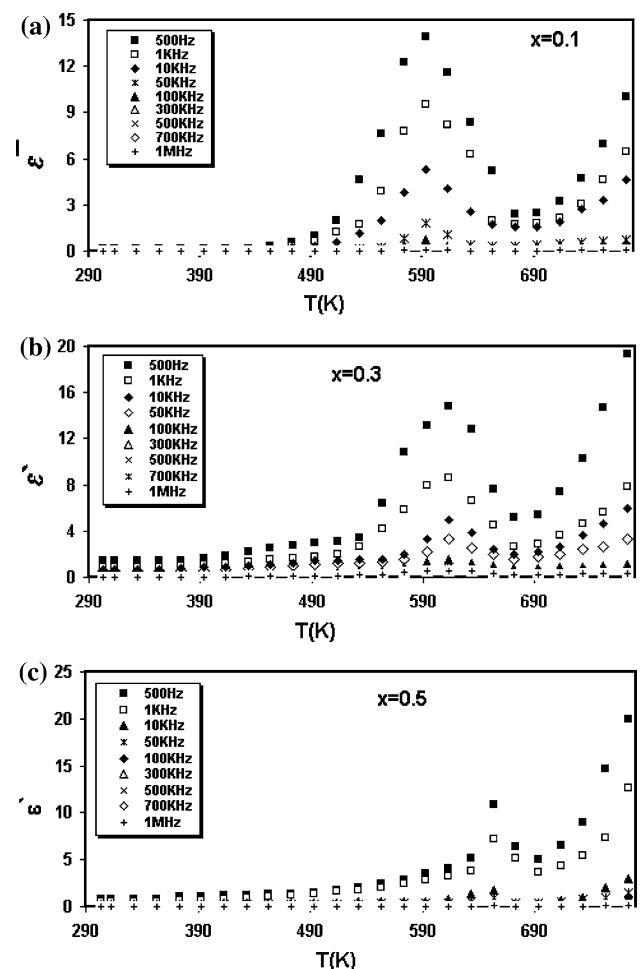 (a)
x=0.1
500Hz
1KHz
10KHz
50KHz
100KHz
300KHz
500KHz
700KHz
1MHz
15
12
9
6
3
0
ε
290 390 490 590 690
T(K)
(b)
x=0.3
500Hz
1KHz
10KHz
50KHz
100KHz
300KHz
500KHz
700KHz
1MHz
20
16
12
8
4
0
ε`
290 390 490 590 690
T(K)
(c)
x=0.5
500Hz
1KHz
10KHz
50KHz
100KHz
300KHz
500KHz
700KHz
1MHz
25
20
15
10
5
0
ε`
290 390 490 590 690
T(K)